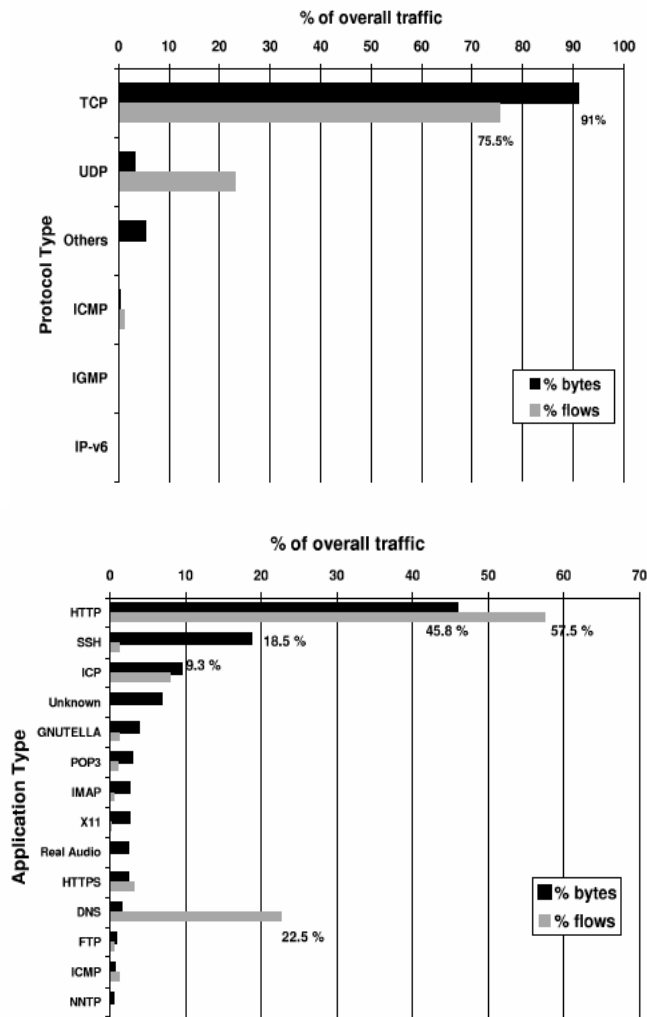 % of overall traffic
0 10 20 30 40 50 60 70 80 90 100
Protocol Type
TCP
91%
75.5%
UDP
Others
ICMP
IGMP
IP-v6
% bytes
% flows
% of overall traffic
0 10 20 30 40 50 60 70
Application Type
HTTP
45.8 % 57.5 %
SSH
18.5 %
ICP
9.3 %
Unknown
GNUTELLA
POP3
IMAP
X11
Real Audio
HTTPS
DNS
22.5 %
FTP
ICMP
NNTP
% bytes
% flows